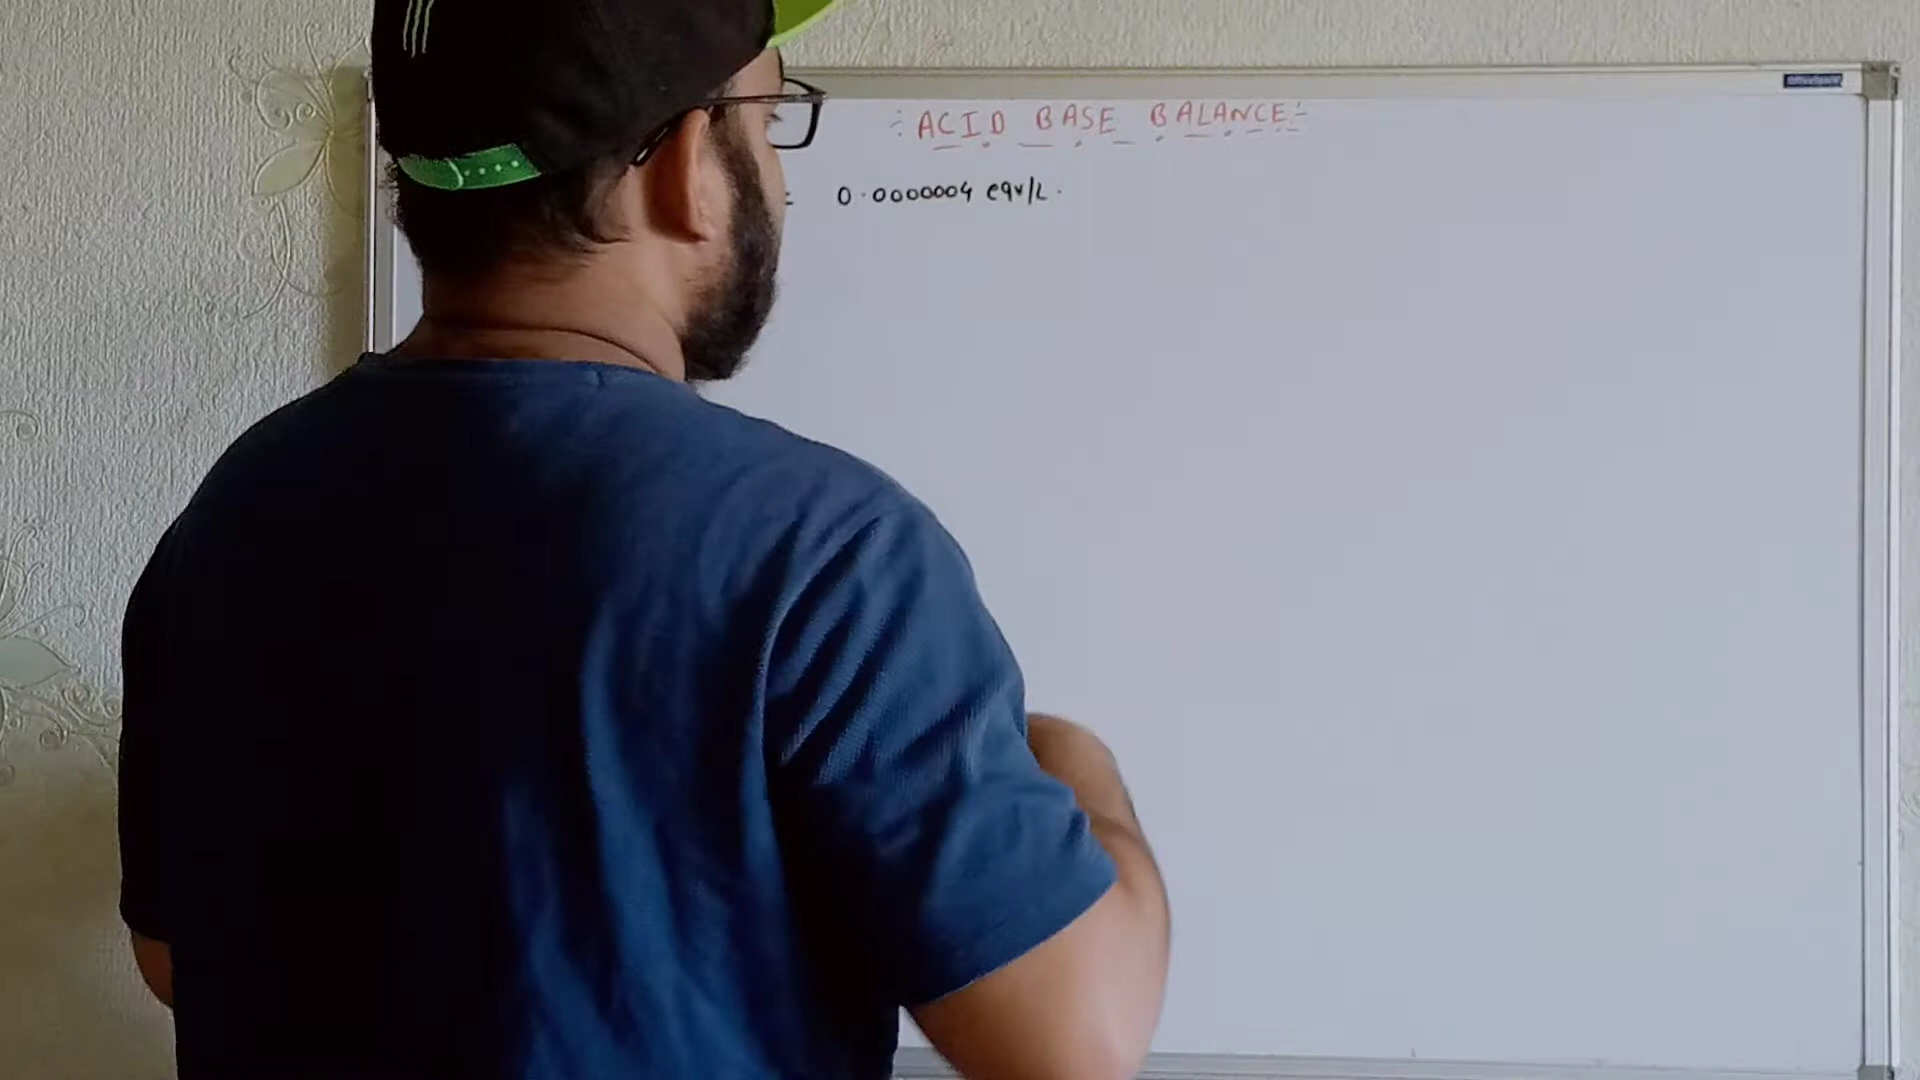 ÷ ACID BASE BALANCE ÷
= 0.0000004 eqv/L.